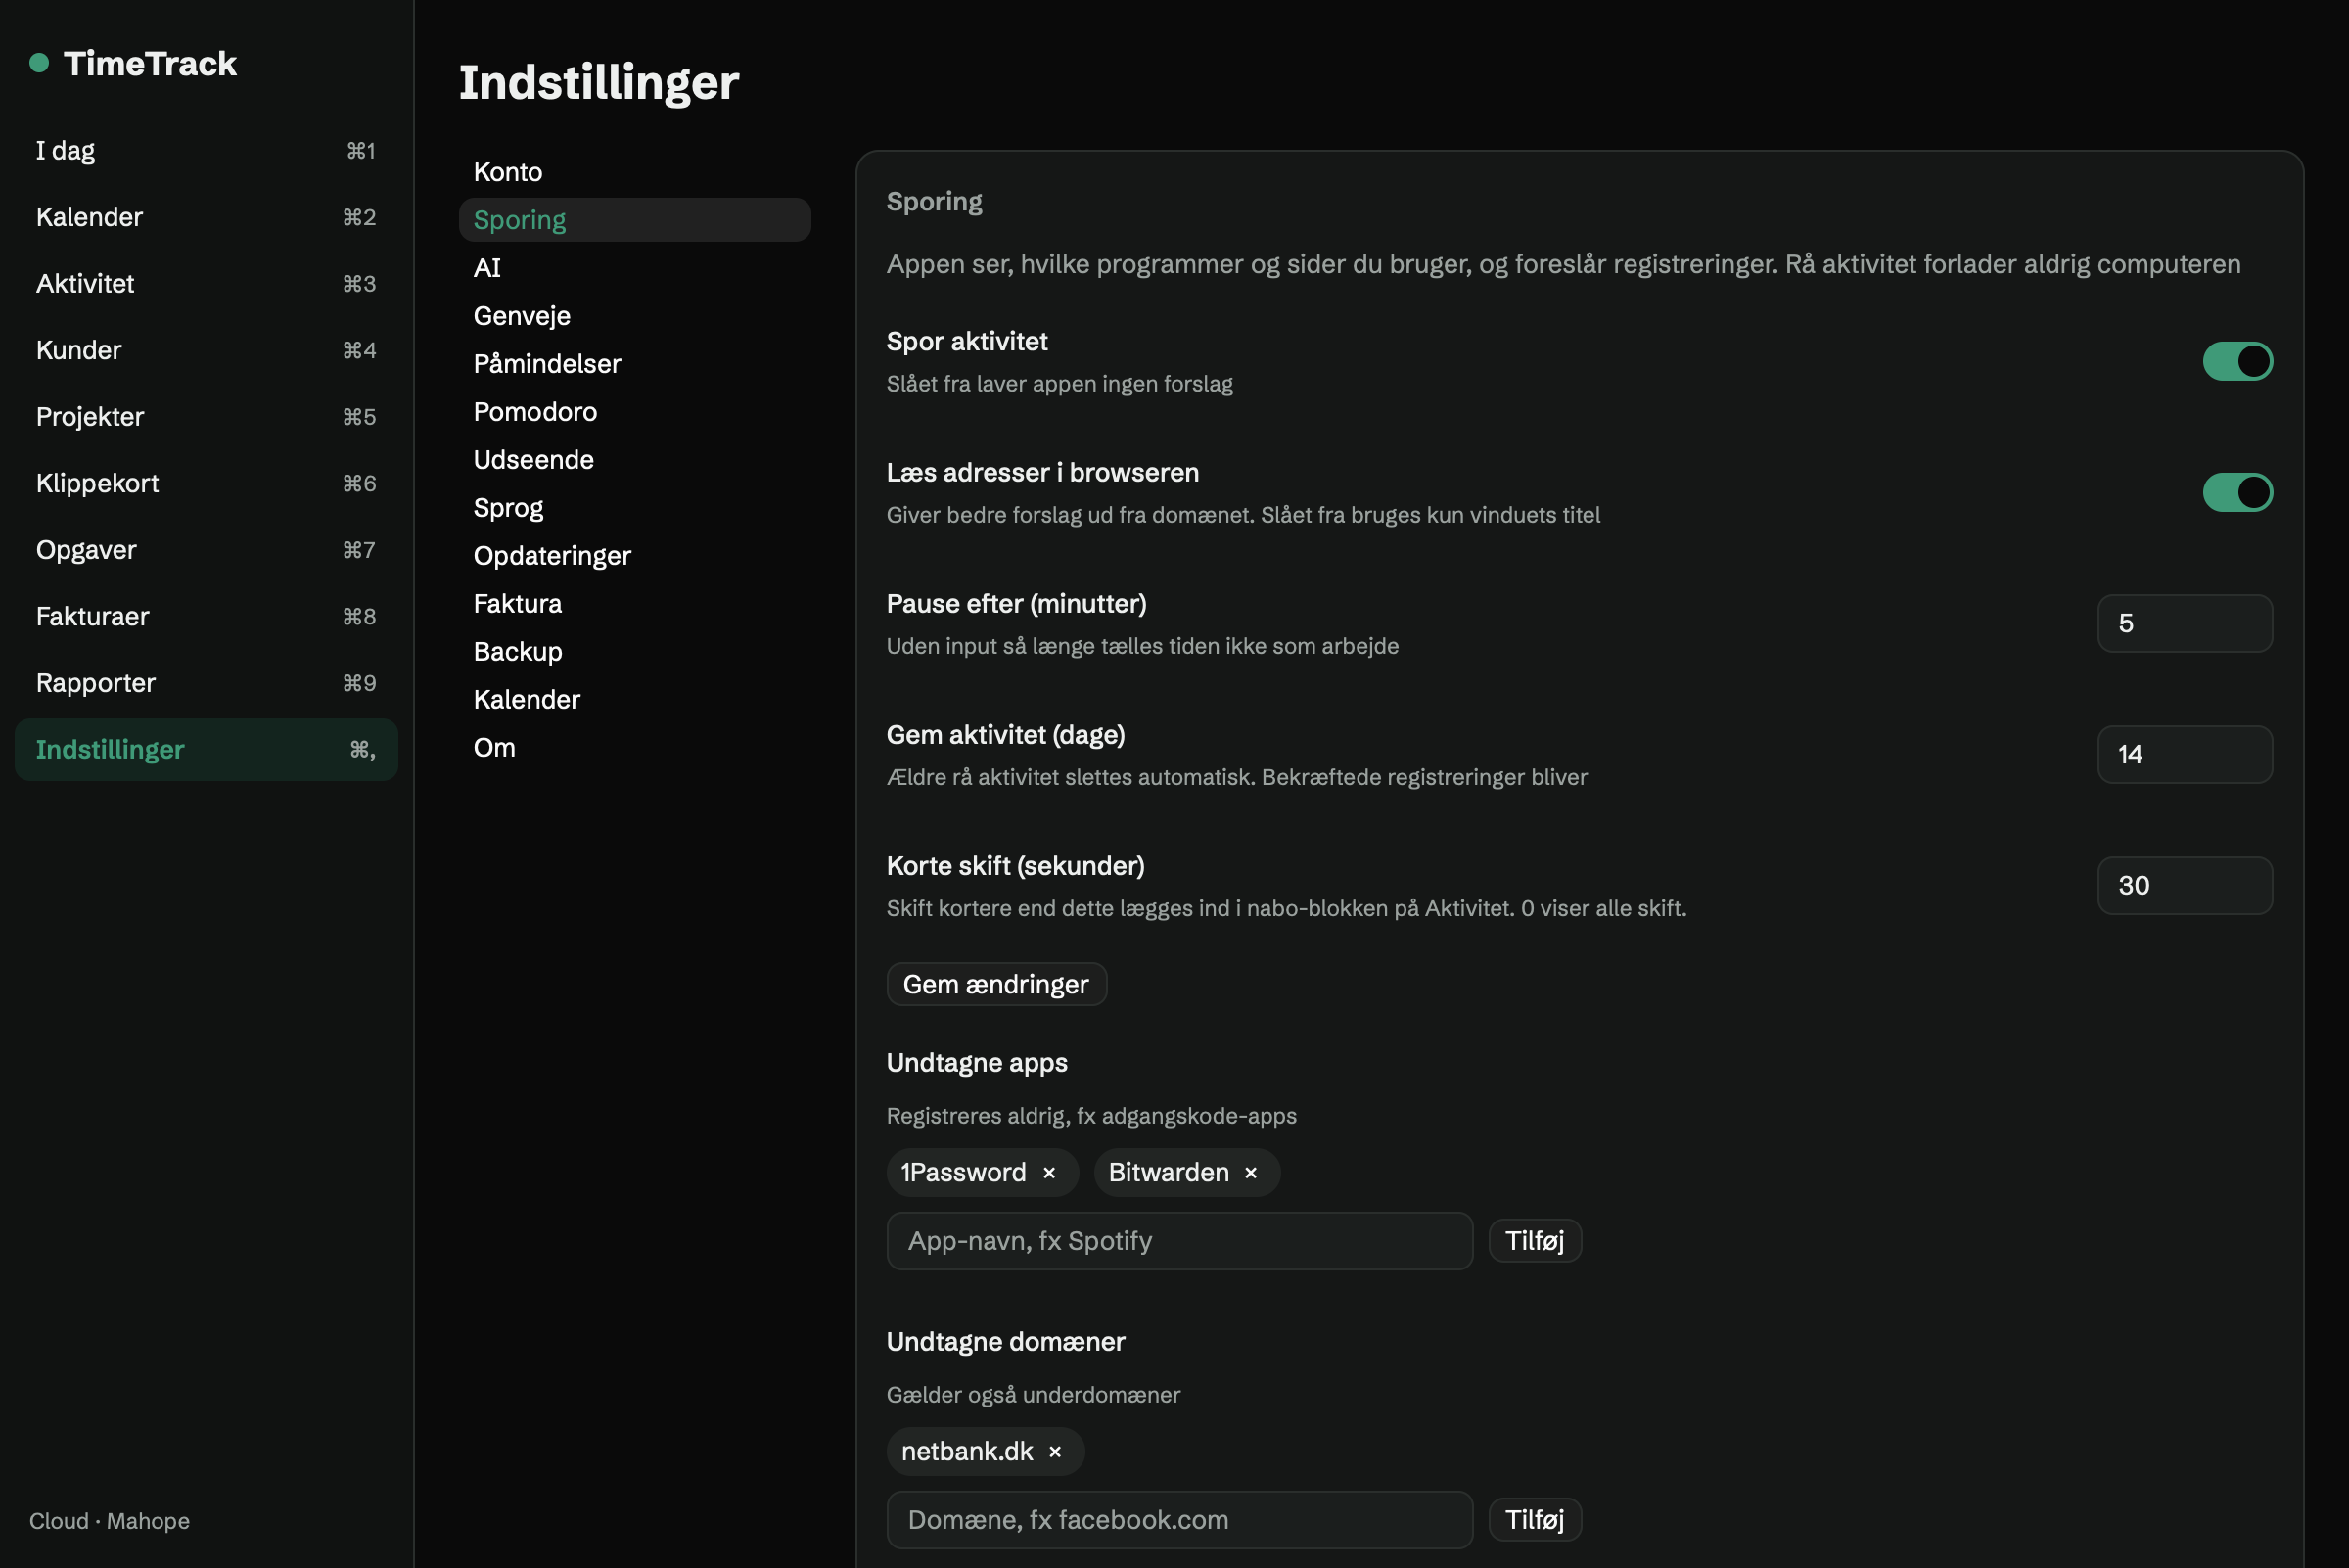 TimeTrack
I dag ⌘1
Kalender ⌘2
Aktivitet ⌘3
Kunder ⌘4
Projekter ⌘5
Klippekort ⌘6
Opgaver ⌘7
Fakturaer ⌘8
Rapporter ⌘9
Indstillinger ⌘,
Cloud · Mahope
Indstillinger
Konto
Sporing
AI
Genveje
Påmindelser
Pomodoro
Udseende
Sprog
Opdateringer
Faktura
Backup
Kalender
Om
Sporing
Appen ser, hvilke programmer og sider du bruger, og foreslår registreringer. Rå aktivitet forlader aldrig computeren
Spor aktivitet
Slået fra laver appen ingen forslag
Læs adresser i browseren
Giver bedre forslag ud fra domænet. Slået fra bruges kun vinduets titel
Pause efter (minutter)
Uden input så længe tælles tiden ikke som arbejde
5
Gem aktivitet (dage)
Ældre rå aktivitet slettes automatisk. Bekræftede registreringer bliver
14
Korte skift (sekunder)
Skift kortere end dette lægges ind i nabo-blokken på Aktivitet. 0 viser alle skift.
30
Gem ændringer
Undtagne apps
Registreres aldrig, fx adgangskode-apps
1Password × Bitwarden ×
App-navn, fx Spotify Tilføj
Undtagne domæner
Gælder også underdomæner
netbank.dk ×
Domæne, fx facebook.com Tilføj